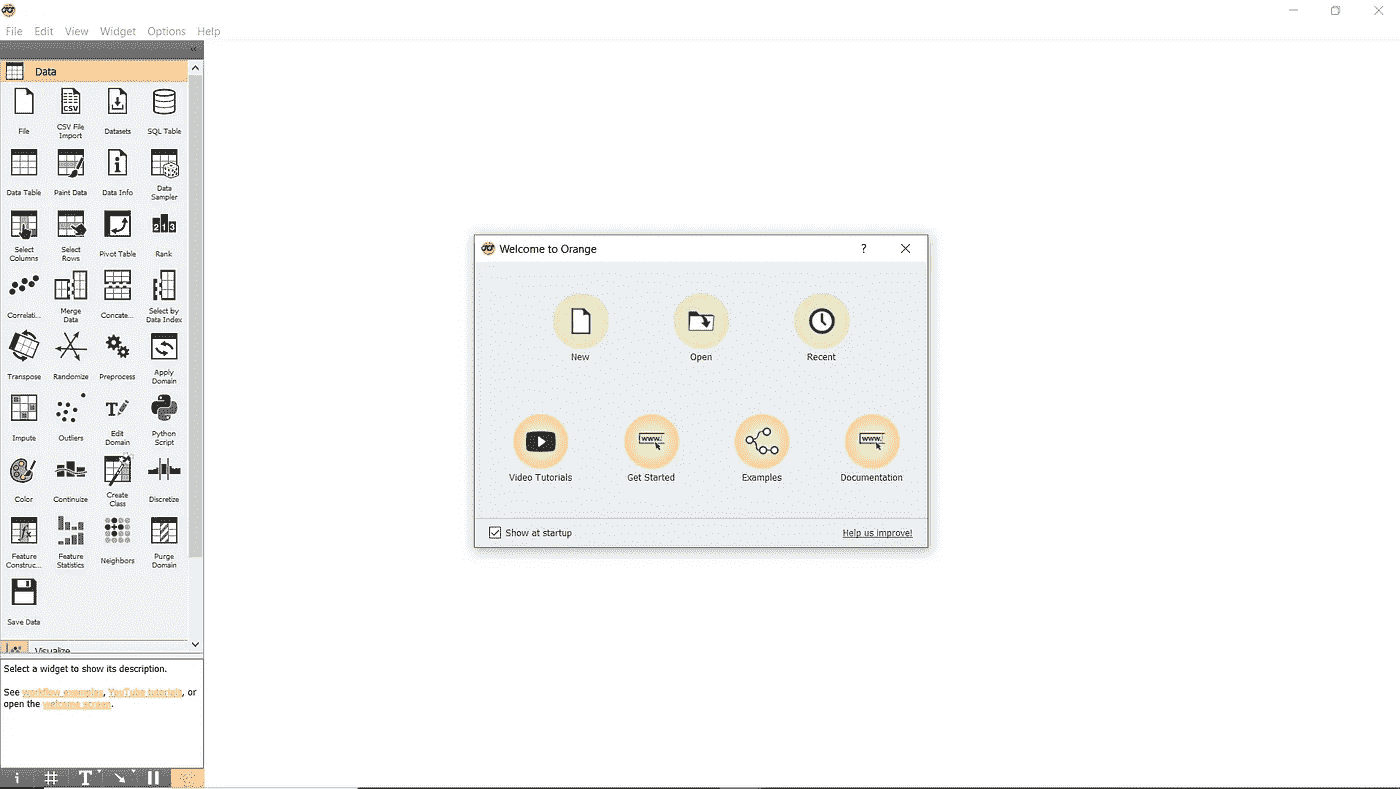 File Edit View Widget Options Help
Data
File
CSV File
Import
Datasets
SQL Table
Data Table
Paint Data
Data Info
Data
Sampler
Select
Columns
Select
Rows
Pivot Table
Rank
Correlati...
Merge
Data
Concate...
Select by
Data Index
Transpose
Randomize
Preprocess
Apply
Domain
Impute
Outliers
Edit
Domain
Python
Script
Color
Continuize
Create
Class
Discretize
Feature
Construc...
Feature
Statistics
Neighbors
Purge
Domain
Save Data
Visualize
Select a widget to show its description.
See workflow examples, YouTube tutorials, or
open the welcome screen.
Welcome to Orange
New
Open
Recent
www.
www.
Video Tutorials
Get Started
Examples
Documentation
Show at startup
Help us improve!